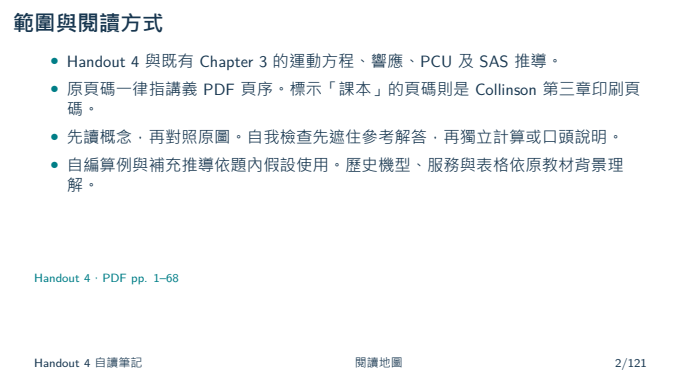 範圍與閱讀方式
• Handout 4 與既有 Chapter 3 的運動方程、響應、PCU 及 SAS 推導。
• 原頁碼一律指講義 PDF 頁序。標示「課本」的頁碼則是 Collinson 第三章印刷頁
碼。
• 先讀概念，再對照原圖。自我檢查先遮住參考解答，再獨立計算或口頭說明。
• 自編算例與補充推導依題內假設使用。歷史機型、服務與表格依原教材背景理
解。
Handout 4 · PDF pp. 1–68
Handout 4 自讀筆記
閱讀地圖
2/121